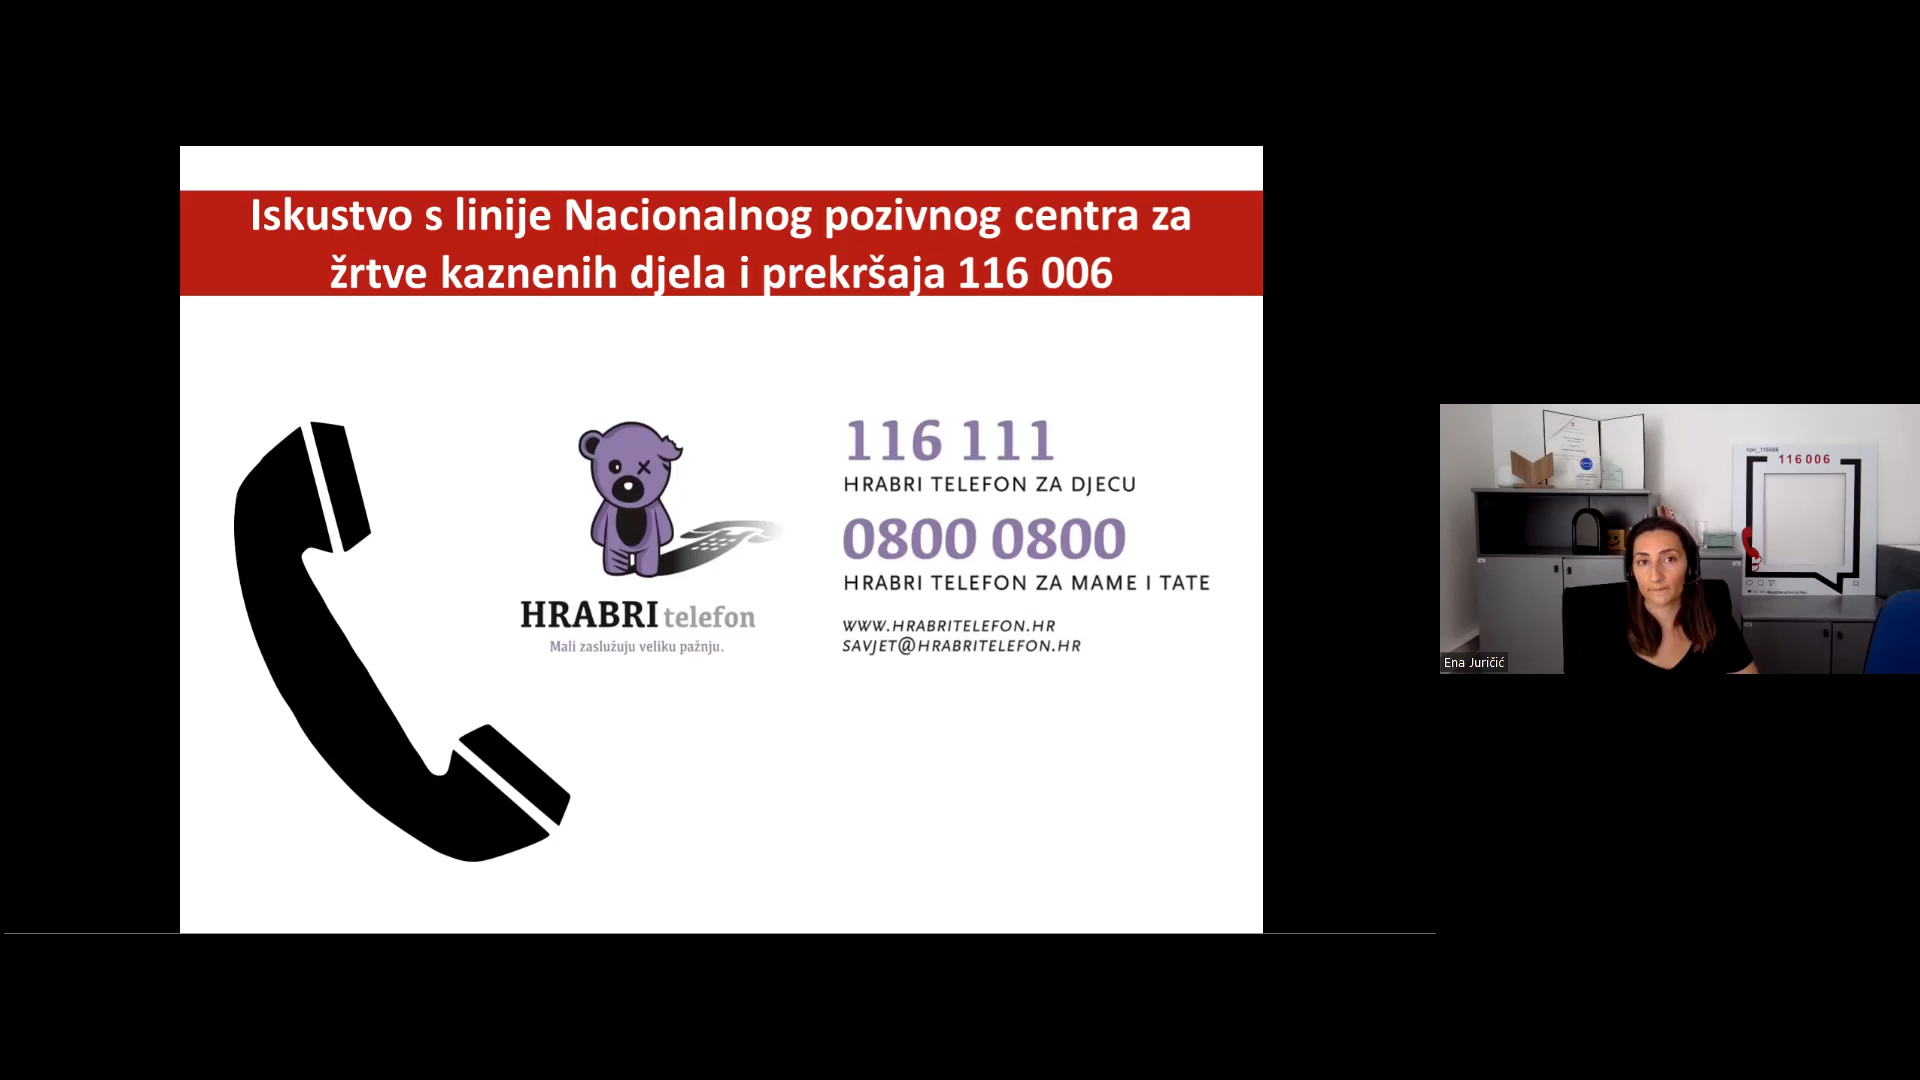 Iskustvo s linije Nacionalnog pozivnog centra za
žrtve kaznenih djela i prekršaja 116 006
116 111
HRABRI TELEFON ZA DJECU
0800 0800
HRABRI TELEFON ZA MAME I TATE
HRABRI telefon
Mali zaslužuju veliku pažnju.
WWW.HRABRITELEFON.HR
SAVJET@HRABRITELEFON.HR
npc_116006
116 006
Ena Juričić